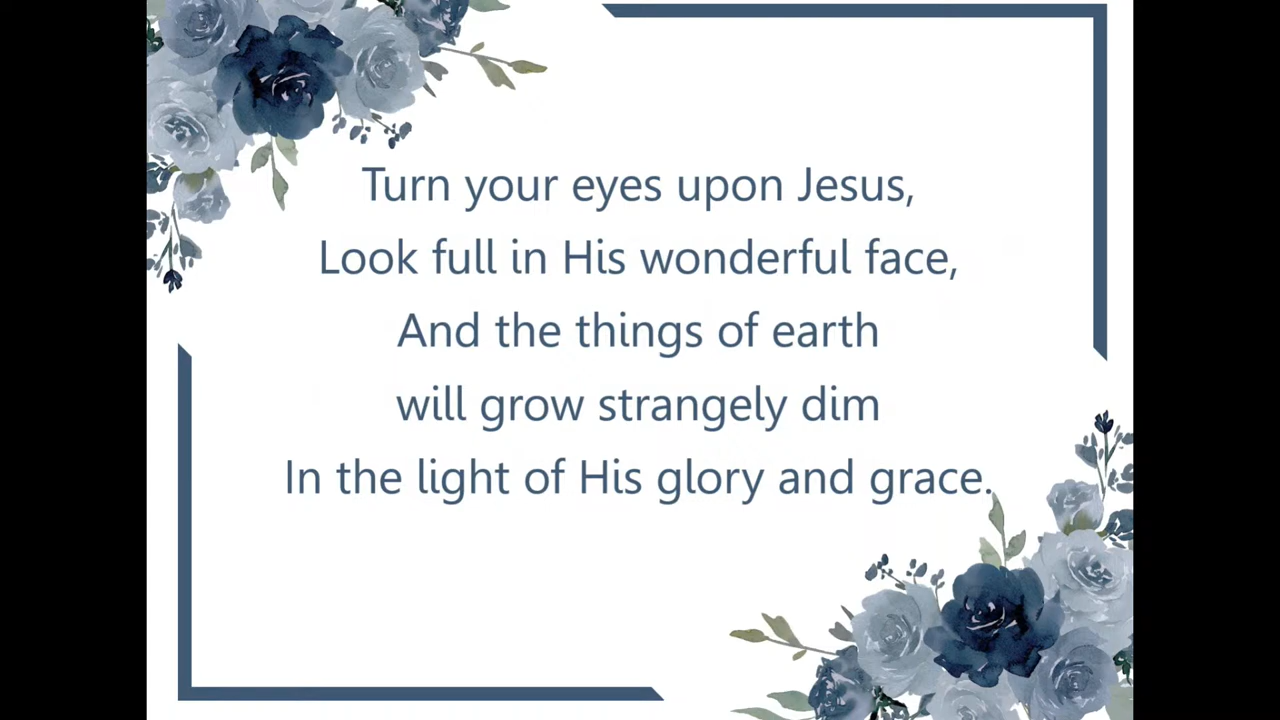 Turn your eyes upon Jesus,
Look full in His wonderful face,
And the things of earth
will grow strangely dim
In the light of His glory and grace.